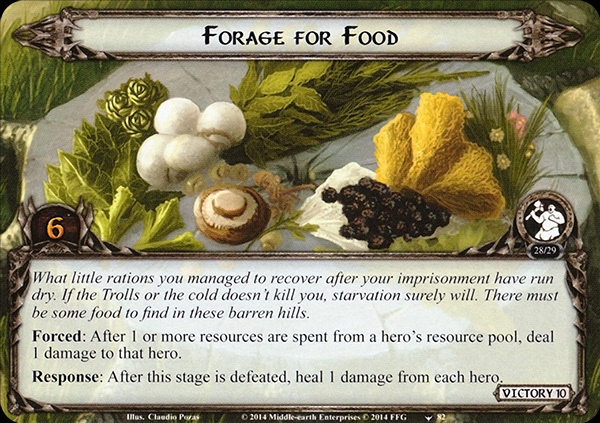 Forage for Food
6
28/29
What little rations you managed to recover after your imprisonment have run
dry. If the Trolls or the cold doesn't kill you, starvation surely will. There must
be some food to find in these barren hills.
Forced: After 1 or more resources are spent from a hero's resource pool, deal
1 damage to that hero.
Response: After this stage is defeated, heal 1 damage from each hero.
Victory 10
Illus. Claudio Pozas © 2014 Middle-earth Enterprises © 2014 FFG 82